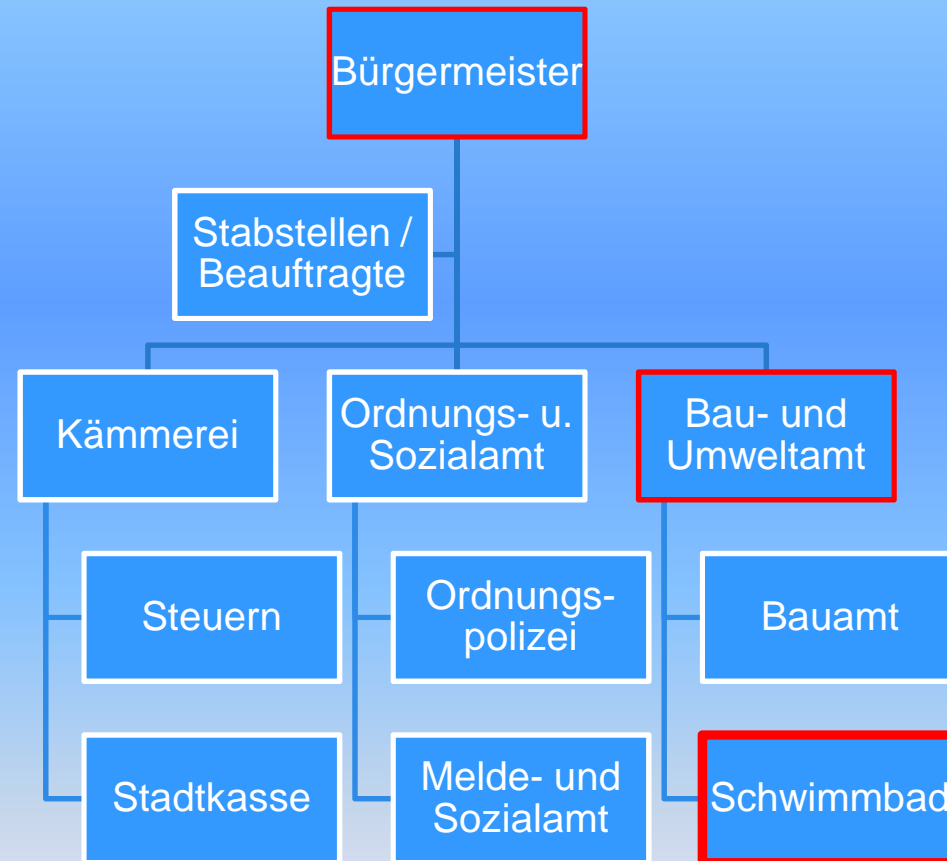 Bürgermeister
Stabstellen /
Beauftragte
Kämmerei
Ordnungs- u.
Sozialamt
Bau- und
Umweltamt
Steuern
Ordnungs-
polizei
Bauamt
Stadtkasse
Melde- und
Sozialamt
Schwimmbad